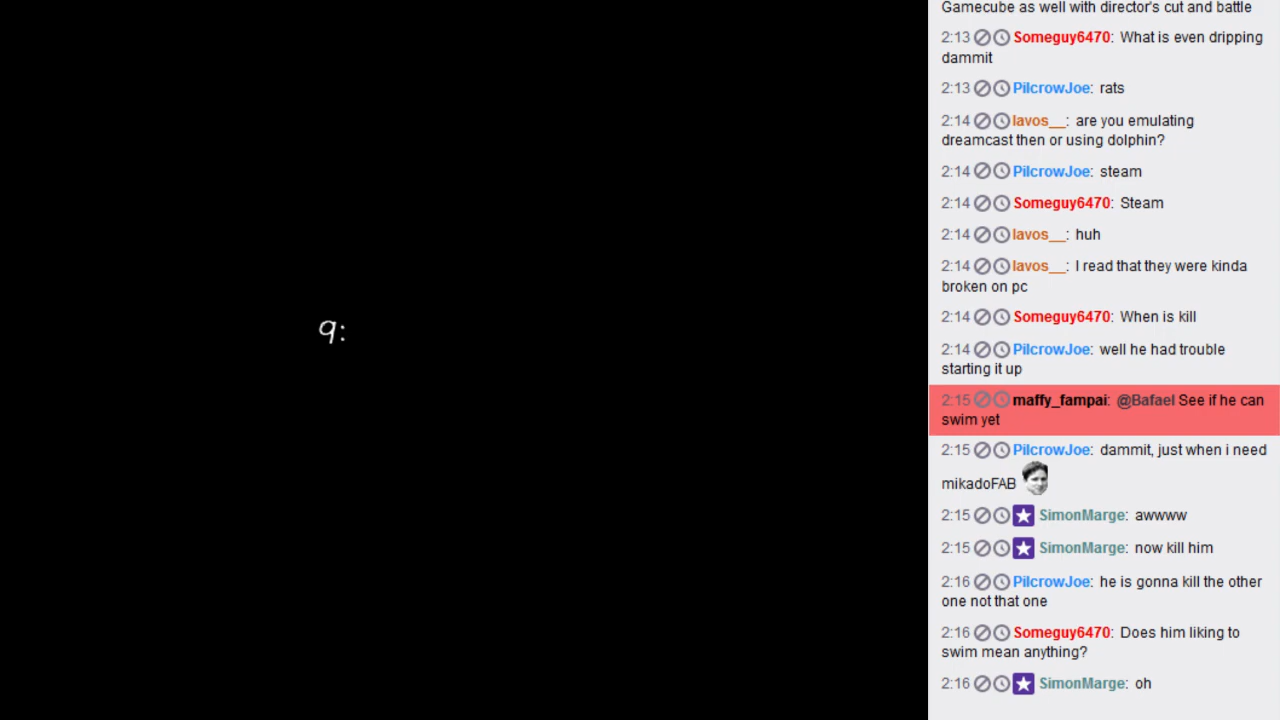 Gamecube as well with director's cut and battle
2:13 Someguy6470: What is even dripping
dammit
2:13 PilcrowJoe: rats
2:14 lavos__: are you emulating
dreamcast then or using dolphin?
2:14 PilcrowJoe: steam
2:14 Someguy6470: Steam
2:14 lavos__: huh
2:14 lavos__: I read that they were kinda
broken on pc
2:14 Someguy6470: When is kill
2:14 PilcrowJoe: well he had trouble
starting it up
2:15 maffy_fampai: @Bafael See if he can
swim yet
2:15 PilcrowJoe: dammit, just when i need
mikadoFAB
2:15 SimonMarge: awwww
2:15 SimonMarge: now kill him
2:16 PilcrowJoe: he is gonna kill the other
one not that one
2:16 Someguy6470: Does him liking to
swim mean anything?
2:16 SimonMarge: oh
9: